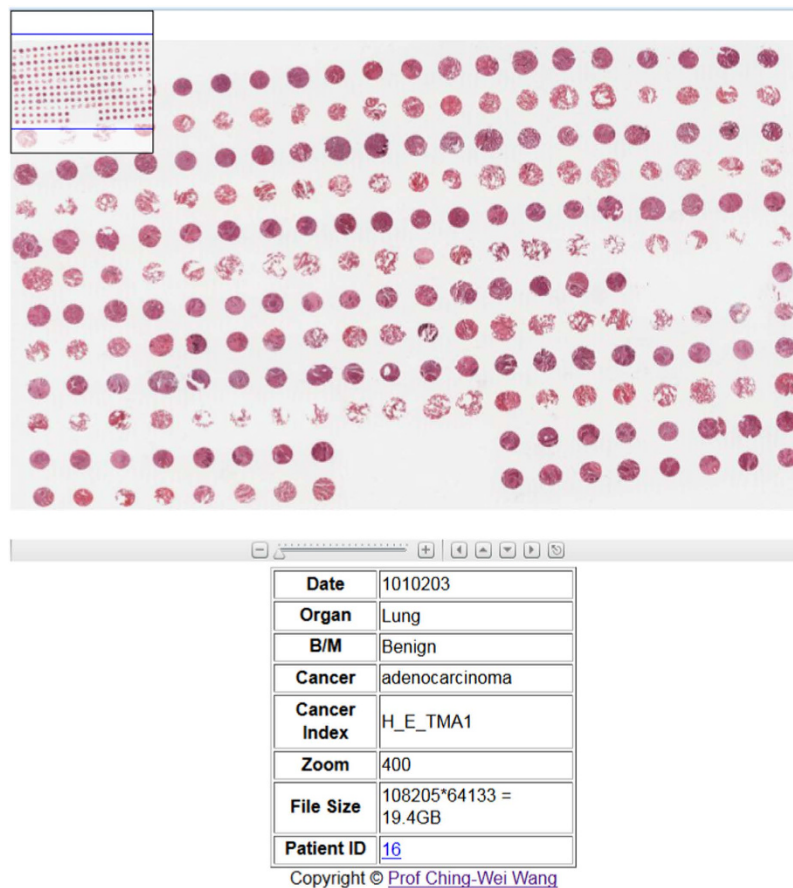 Date 1010203
Organ Lung
B/M Benign
Cancer adenocarcinoma
Cancer
Index H_E_TMA1
Zoom 400
File Size 108205*64133 =
19.4GB
Patient ID 16
Copyright © Prof Ching-Wei Wang